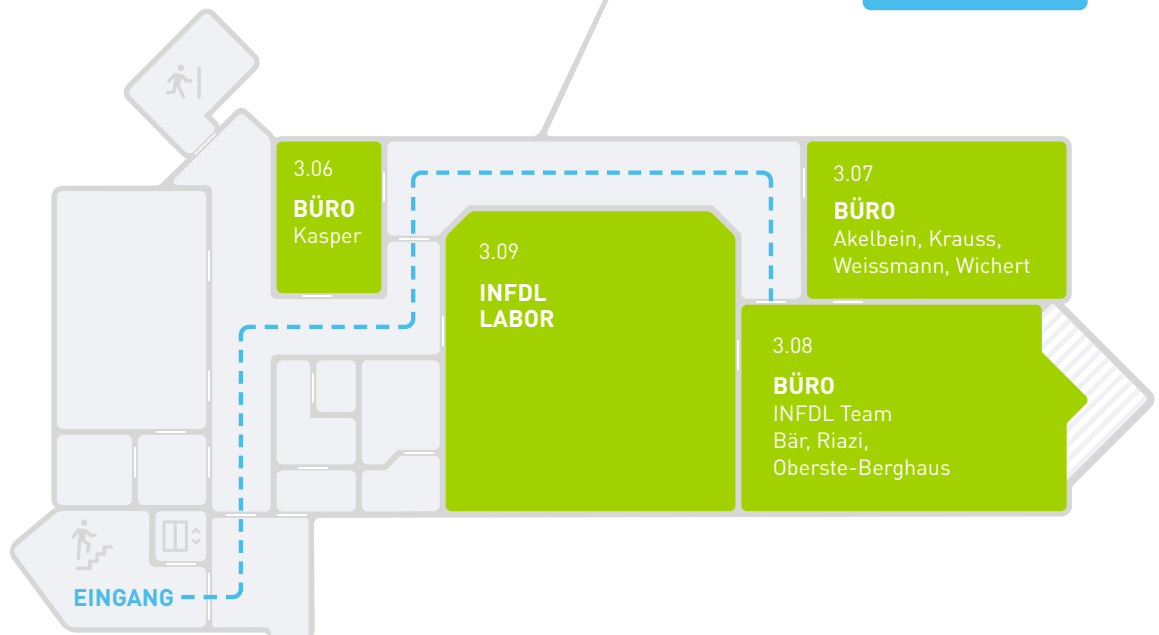 3.06
BÜRO
Kasper
3.07
BÜRO
Akelbein, Krauss,
Weissmann, Wichert
3.09
INFDL
LABOR
3.08
BÜRO
INFDL Team
Bär, Riazi,
Oberste-Berghaus
EINGANG